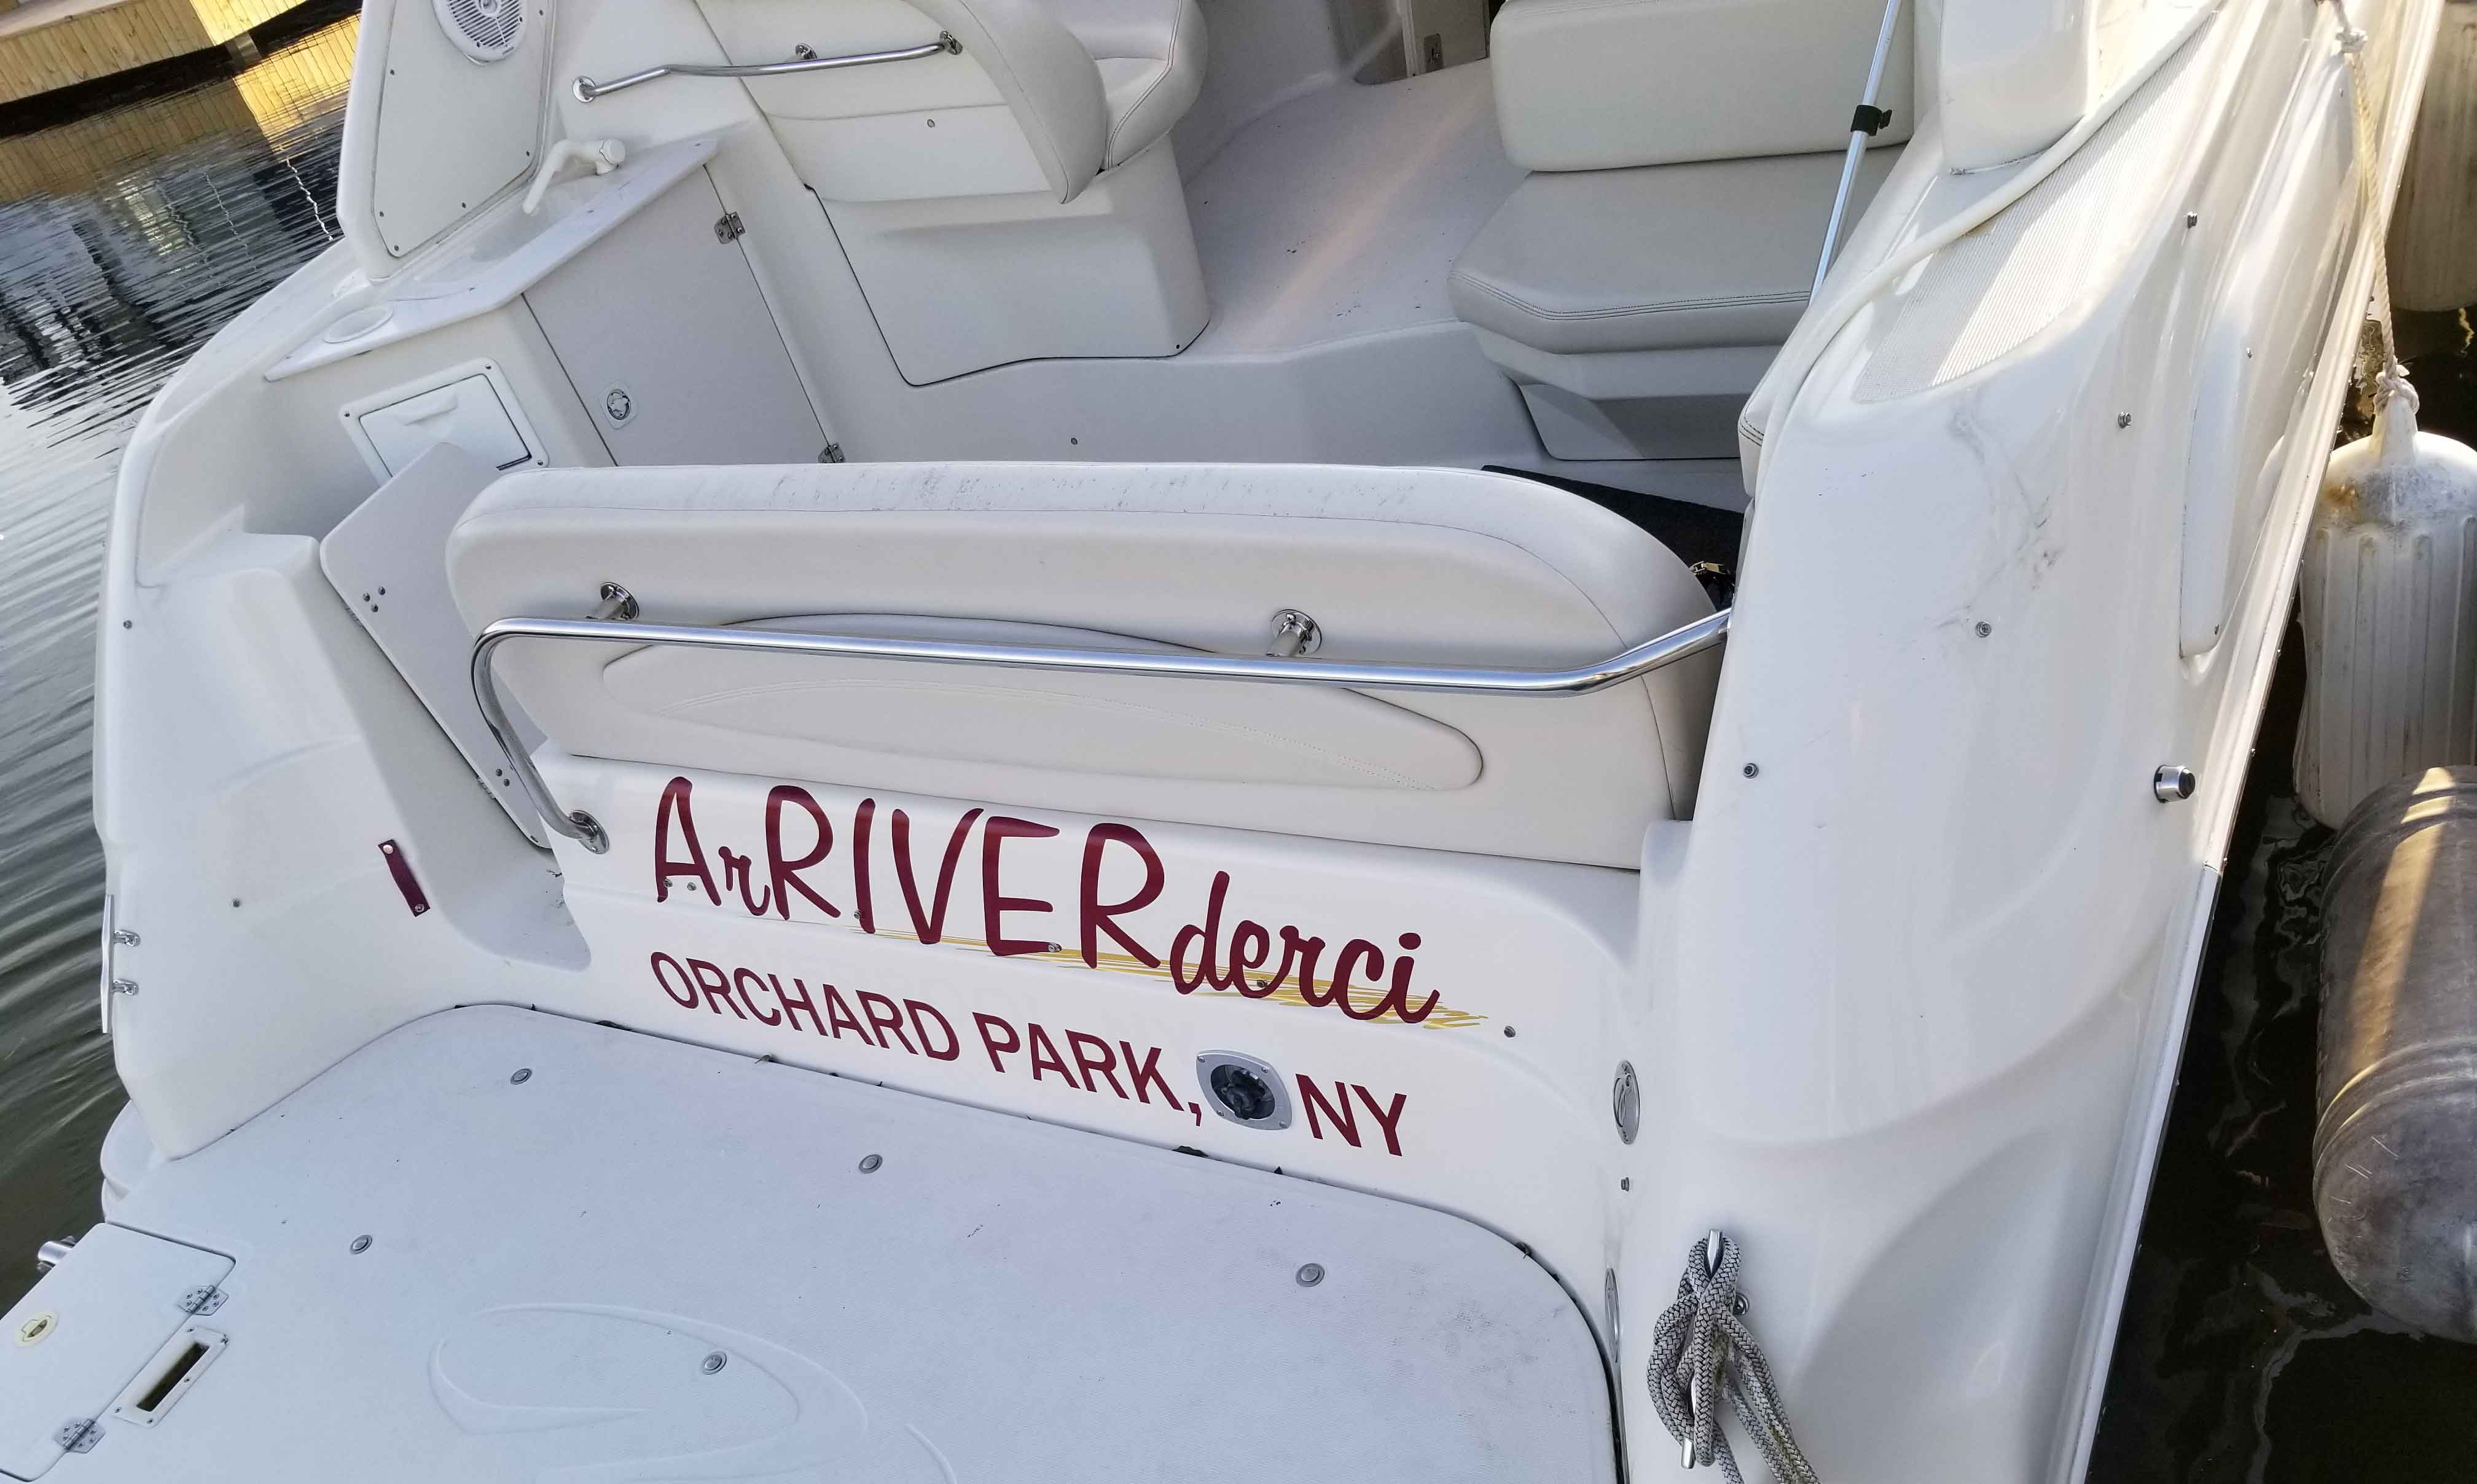 ArRIVERderci
ORCHARD PARK, NY